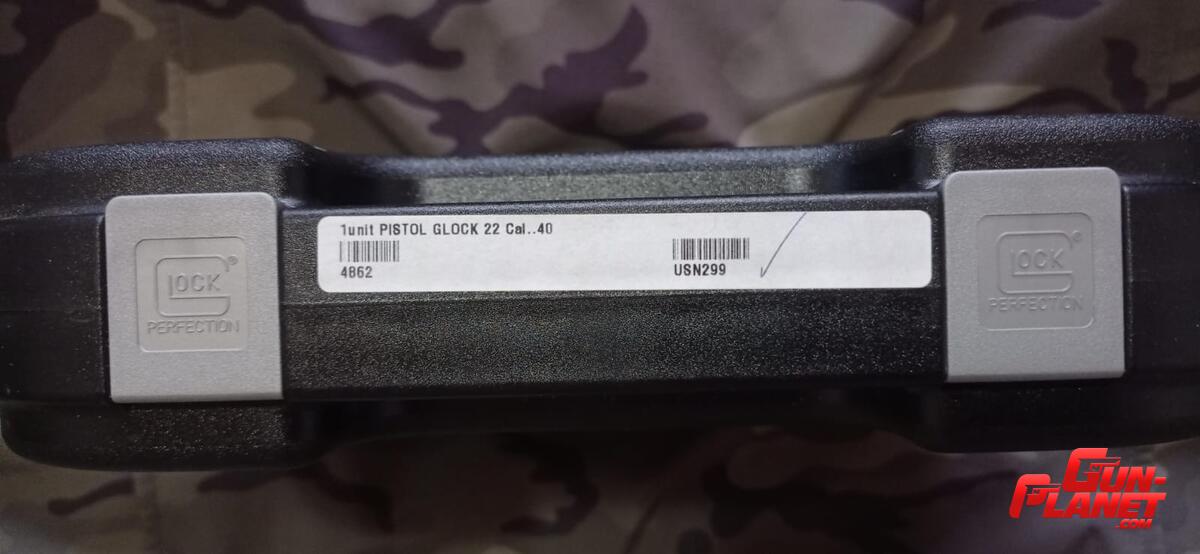 1unit PISTOL GLOCK 22 Cal..40
4862
USN299
GLOCK®
PERFECTION
GLOCK®
PERFECTION
GUN-
PLANET
.COM